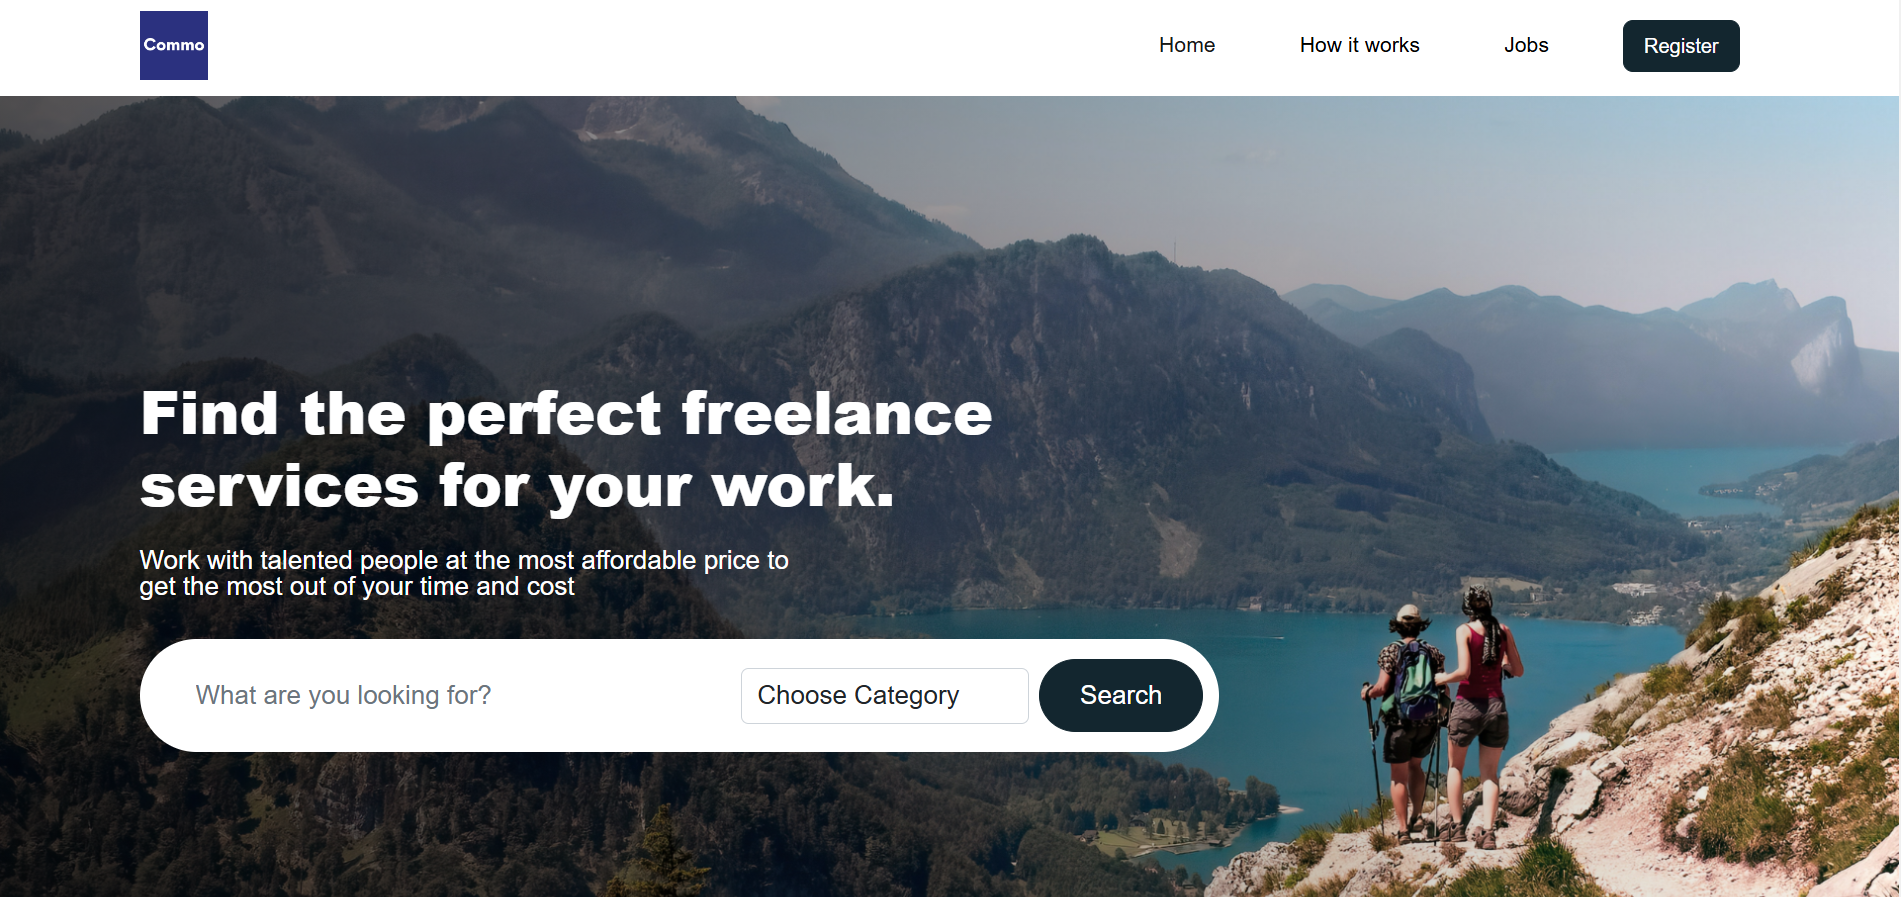 Commo
Home
How it works
Jobs
Register
Find the perfect freelance
services for your work.
Work with talented people at the most affordable price to
get the most out of your time and cost
What are you looking for?
Choose Category
Search